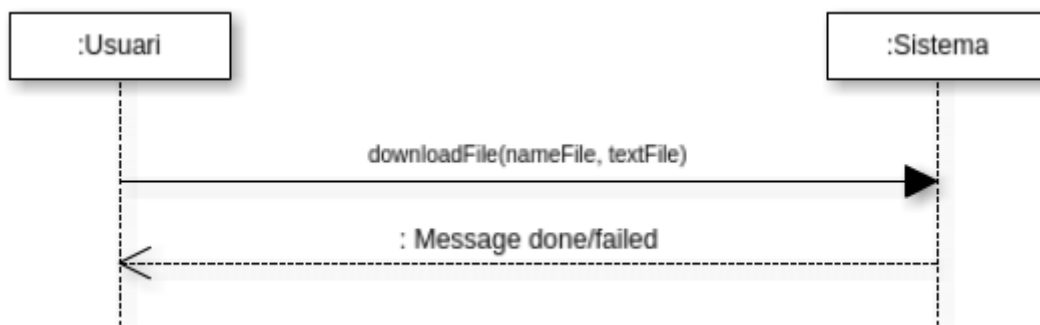 :Usuari
:Sistema
downloadFile(nameFile, textFile)
: Message done/failed